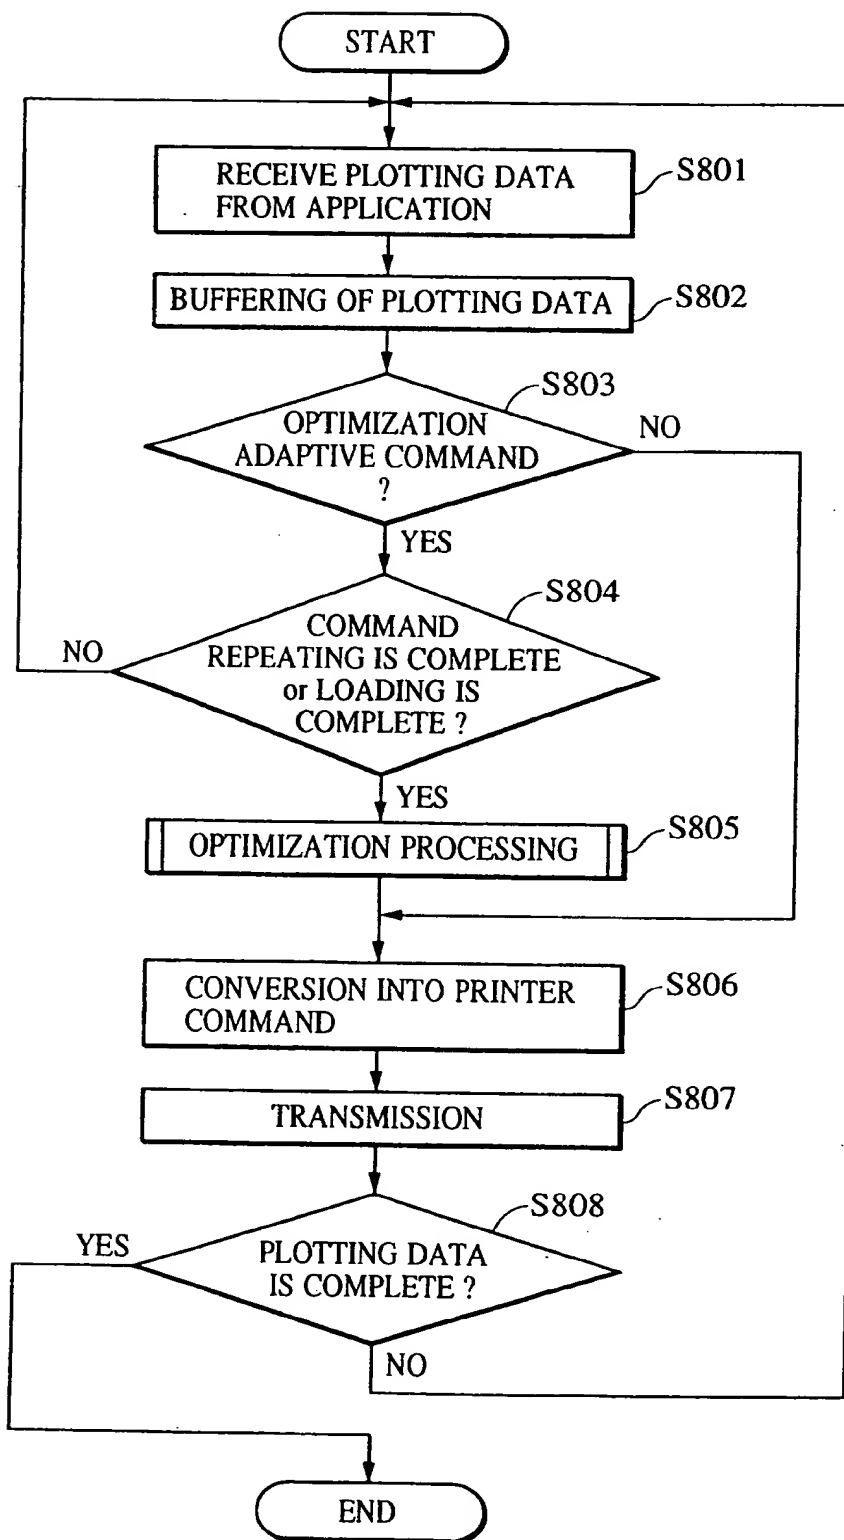 START
RECEIVE PLOTTING DATA
FROM APPLICATION
S801
BUFFERING OF PLOTTING DATA
S802
S803
OPTIMIZATION
ADAPTIVE COMMAND
?
NO
YES
S804
COMMAND
REPEATING IS COMPLETE
or LOADING IS
COMPLETE ?
NO
YES
OPTIMIZATION PROCESSING
S805
CONVERSION INTO PRINTER
COMMAND
S806
TRANSMISSION
S807
S808
YES
PLOTTING DATA
IS COMPLETE ?
NO
END